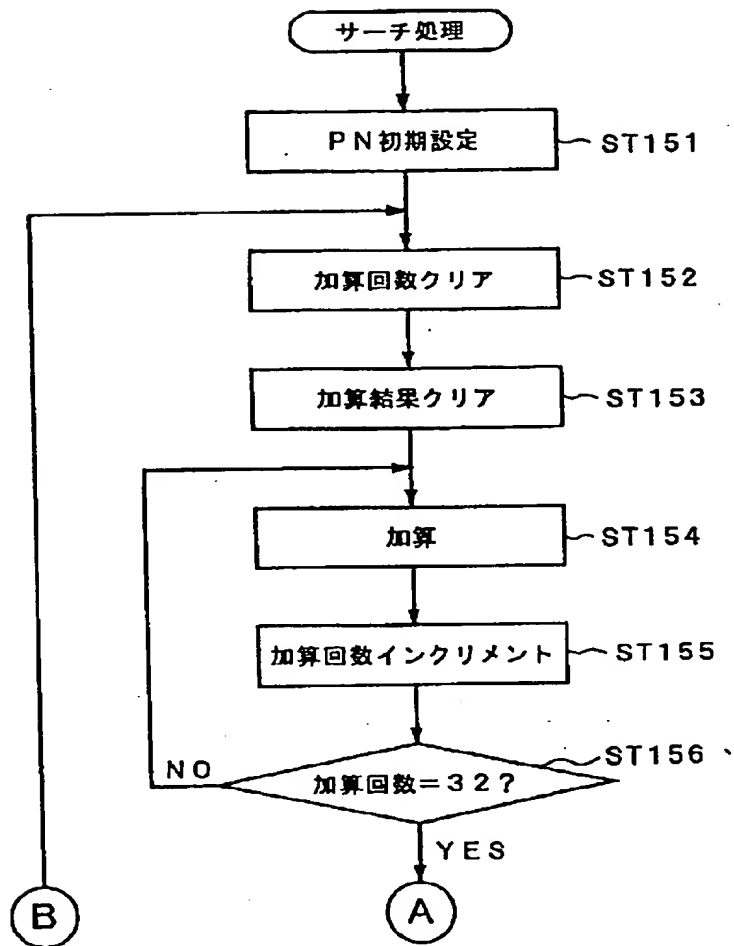 サーチ処理
PN初期設定 ST151
加算回数クリア ST152
加算結果クリア ST153
加算 ST154
加算回数インクリメント ST155
ST156
NO 加算回数=32?
YES
B A